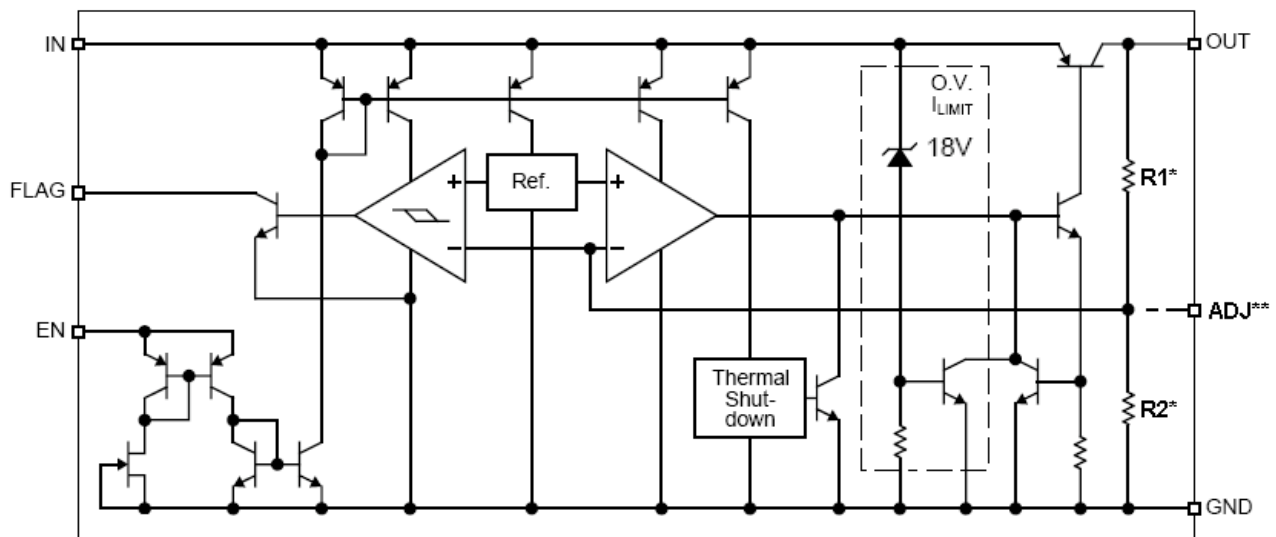 IN
OUT
O.V.
ILIMIT
18V
R1*
FLAG
+
Ref.
+
−
−
EN
ADJ**
Thermal
Shut-
down
R2*
GND